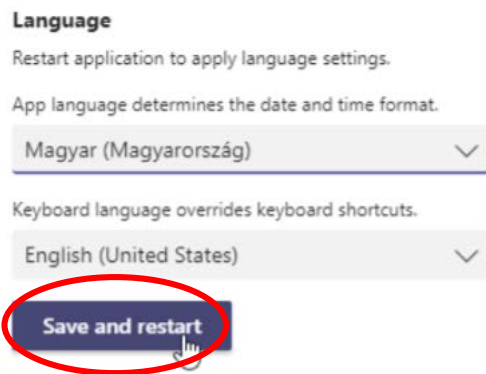 Language
Restart application to apply language settings.
App language determines the date and time format.
Magyar (Magyarország)
Keyboard language overrides keyboard shortcuts.
English (United States)
Save and restart